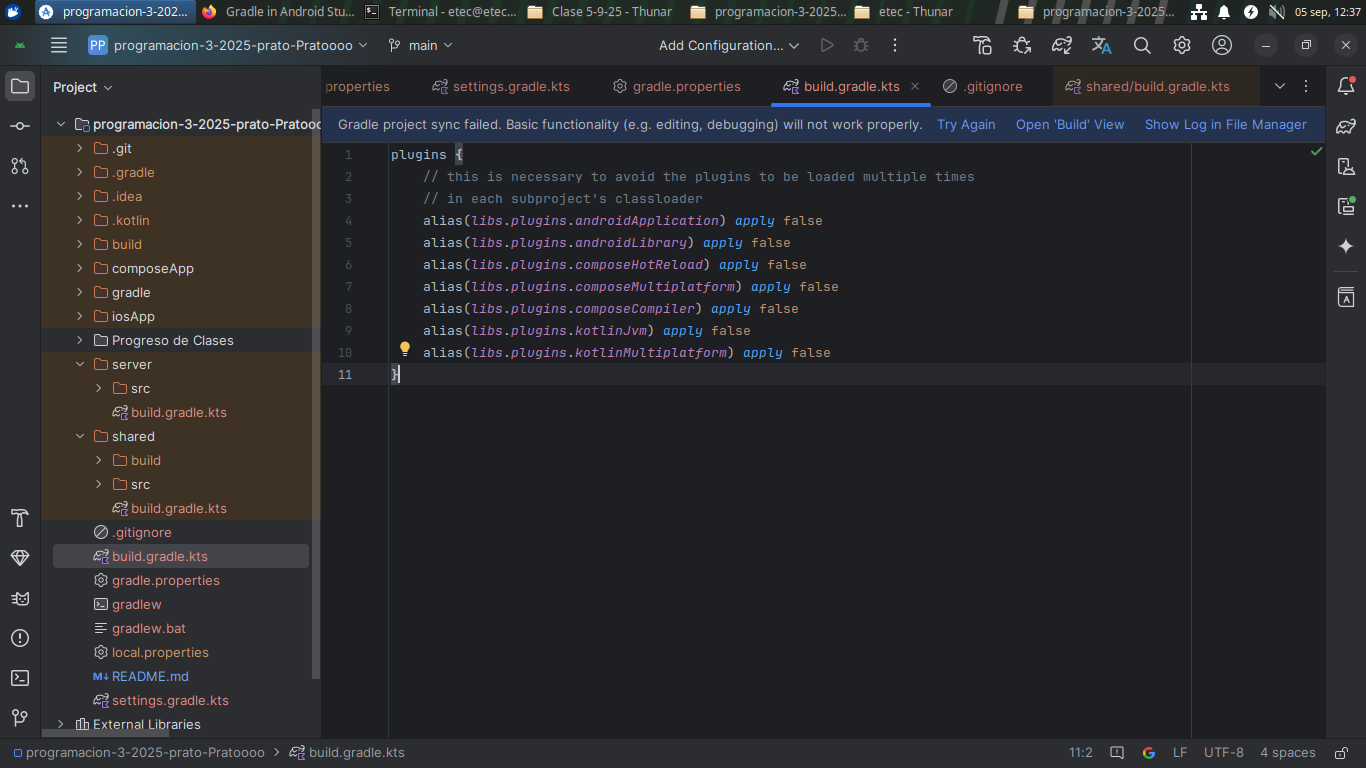 programacion-3-202...
Gradle in Android Stu...
Terminal - etec@etec...
Clase 5-9-25 - Thunar
programacion-3-2025...
etec - Thunar
programacion-3-2025...
05 sep, 12:37
PP programacion-3-2025-prato-Pratoooo
main
Add Configuration...
Project
properties
settings.gradle.kts
gradle.properties
build.gradle.kts
.gitignore
shared/build.gradle.kts
Gradle project sync failed. Basic functionality (e.g. editing, debugging) will not work properly.
Try Again
Open 'Build' View
Show Log in File Manager
programacion-3-2025-prato-Pratooo
.git
.gradle
.idea
.kotlin
build
composeApp
gradle
iosApp
Progreso de Clases
server
src
build.gradle.kts
shared
build
src
build.gradle.kts
.gitignore
build.gradle.kts
gradle.properties
gradlew
gradlew.bat
local.properties
M↓ README.md
settings.gradle.kts
External Libraries
1 plugins {
2 // this is necessary to avoid the plugins to be loaded multiple times
3 // in each subproject's classloader
4 alias(libs.plugins.androidApplication) apply false
5 alias(libs.plugins.androidLibrary) apply false
6 alias(libs.plugins.composeHotReload) apply false
7 alias(libs.plugins.composeMultiplatform) apply false
8 alias(libs.plugins.composeCompiler) apply false
9 alias(libs.plugins.kotlinJvm) apply false
10 alias(libs.plugins.kotlinMultiplatform) apply false
11 }
programacion-3-2025-prato-Pratoooo > build.gradle.kts
11:2
LF
UTF-8
4 spaces